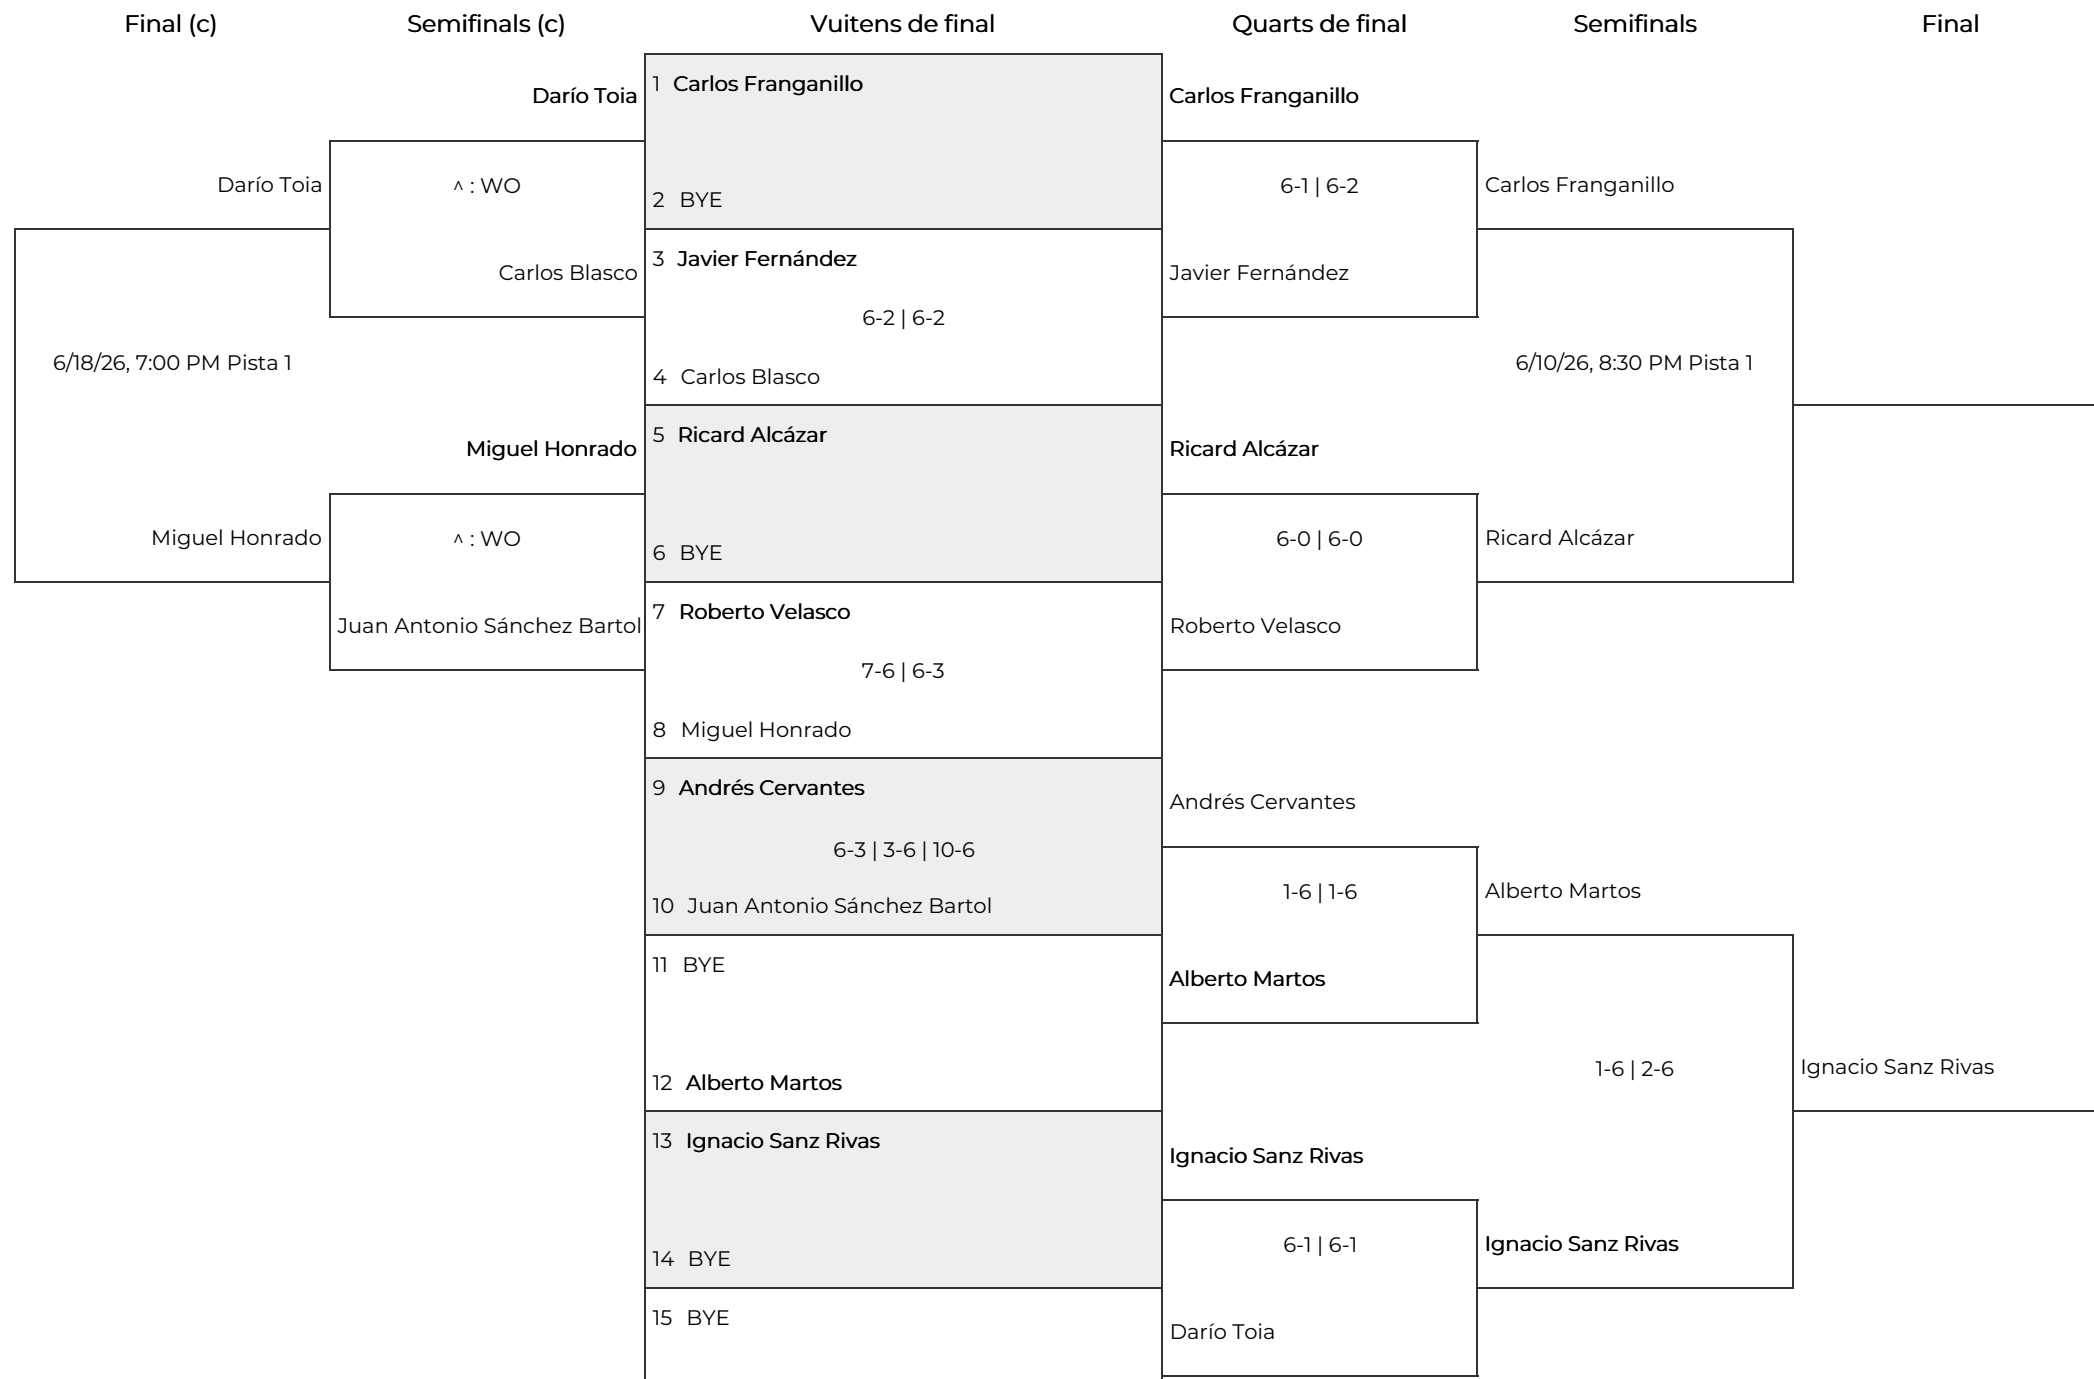 Final (c)
Semifinals (c)
Vuitens de final
Quarts de final
Semifinals
Final
Darío Toia
^ : WO
Carlos Blasco
Miguel Honrado
^ : WO
Juan Antonio Sánchez Bartol
Darío Toia
6/18/26, 7:00 PM Pista 1
Miguel Honrado
1 Carlos Franganillo
2 BYE
3 Javier Fernández
6-2 | 6-2
4 Carlos Blasco
5 Ricard Alcázar
6 BYE
7 Roberto Velasco
7-6 | 6-3
8 Miguel Honrado
9 Andrés Cervantes
6-3 | 3-6 | 10-6
10 Juan Antonio Sánchez Bartol
11 BYE
12 Alberto Martos
13 Ignacio Sanz Rivas
14 BYE
15 BYE
Carlos Franganillo
6-1 | 6-2
Javier Fernández
Ricard Alcázar
6-0 | 6-0
Roberto Velasco
Andrés Cervantes
1-6 | 1-6
Alberto Martos
Ignacio Sanz Rivas
6-1 | 6-1
Darío Toia
Carlos Franganillo
6/10/26, 8:30 PM Pista 1
Ricard Alcázar
Alberto Martos
1-6 | 2-6
Ignacio Sanz Rivas
Ignacio Sanz Rivas